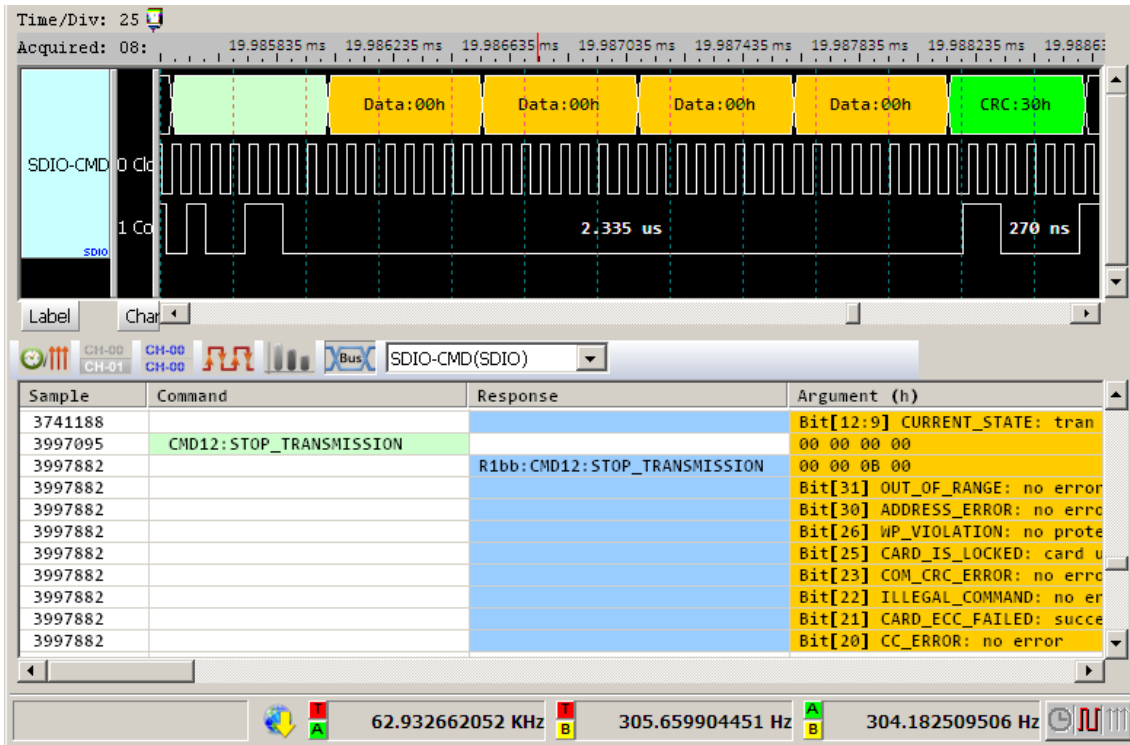 Time/Div: 25
Acquired: 08: 19.985835 ms 19.986235 ms 19.986635 ms 19.987035 ms 19.987435 ms 19.987835 ms 19.988235 ms 19.98863
Data:00h Data:00h Data:00h Data:00h CRC:30h
SDIO-CMD 0 Clo
1 Co 2.335 us 270 ns
SDIO
Label Char
CH-00 CH-01 CH-00 CH-00 Bus SDIO-CMD(SDIO)
Sample Command Response Argument (h)
3741188 Bit[12:9] CURRENT_STATE: tran
3997095 CMD12:STOP_TRANSMISSION 00 00 00 00
3997882 R1bb:CMD12:STOP_TRANSMISSION 00 00 0B 00
3997882 Bit[31] OUT_OF_RANGE: no error
3997882 Bit[30] ADDRESS_ERROR: no erro
3997882 Bit[26] WP_VIOLATION: no prote
3997882 Bit[25] CARD_IS_LOCKED: card u
3997882 Bit[23] COM_CRC_ERROR: no erro
3997882 Bit[22] ILLEGAL_COMMAND: no er
3997882 Bit[21] CARD_ECC_FAILED: succe
3997882 Bit[20] CC_ERROR: no error
T A 62.932662052 KHz T B 305.659904451 Hz A B 304.182509506 Hz